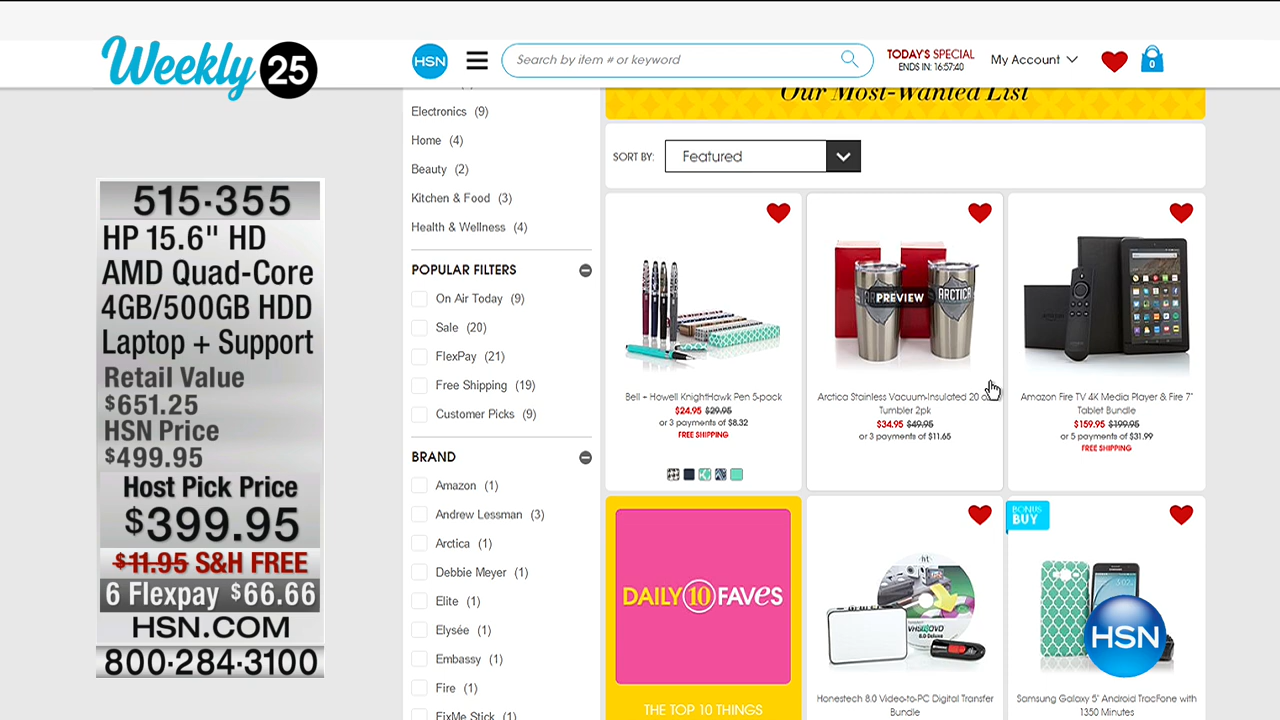 Weekly 25
HSN
Search by item # or keyword
TODAY'S SPECIAL
ENDS IN: 16:57:40
My Account
0
515-355
HP 15.6" HD
AMD Quad-Core
4GB/500GB HDD
Laptop + Support
Retail Value
$651.25
HSN Price
$499.95
Host Pick Price
$399.95
$11.95 S&H FREE
6 Flexpay $66.66
HSN.COM
800-284-3100
Electronics (9)
Home (4)
Beauty (2)
Kitchen & Food (3)
Health & Wellness (4)
POPULAR FILTERS
On Air Today (9)
Sale (20)
FlexPay (21)
Free Shipping (19)
Customer Picks (9)
BRAND
Amazon (1)
Andrew Lessman (3)
Arctica (1)
Debbie Meyer (1)
Elite (1)
Elysée (1)
Embassy (1)
Fire (1)
FixMe Stick (1)
Our Most-Wanted List
SORT BY: Featured
Bell + Howell KnightHawk Pen 5-pack
$24.95 $29.95
or 3 payments of $8.32
FREE SHIPPING
PREVIEW
ARCTICA
Arctica Stainless Vacuum-Insulated 20
Tumbler 2pk
$34.95 $49.95
or 3 payments of $11.65
Amazon Fire TV 4K Media Player & Fire 7"
Tablet Bundle
$159.95 $199.95
or 5 payments of $31.99
FREE SHIPPING
DAILY 10 FAVES
THE TOP 10 THINGS
Honestech 8.0 Video-to-PC Digital Transfer
Bundle
BONUS
BUY
HSN
Samsung Galaxy 5" Android TracFone with
1350 Minutes